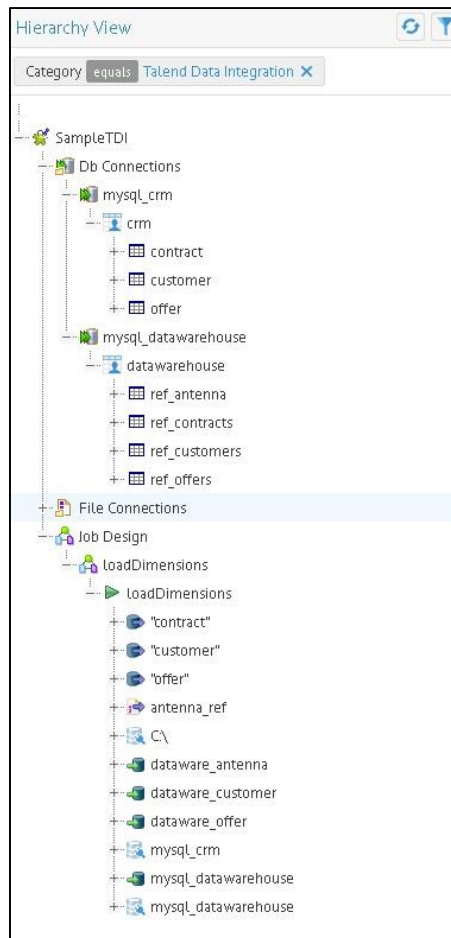 Hierarchy View
Category equals Talend Data Integration ✕
SampleTDI
Db Connections
mysql_crm
crm
contract
customer
offer
mysql_datawarehouse
datawarehouse
ref_antenna
ref_contracts
ref_customers
ref_offers
File Connections
Job Design
loadDimensions
loadDimensions
"contract"
"customer"
"offer"
antenna_ref
C:\
dataware_antenna
dataware_customer
dataware_offer
mysql_crm
mysql_datawarehouse
mysql_datawarehouse